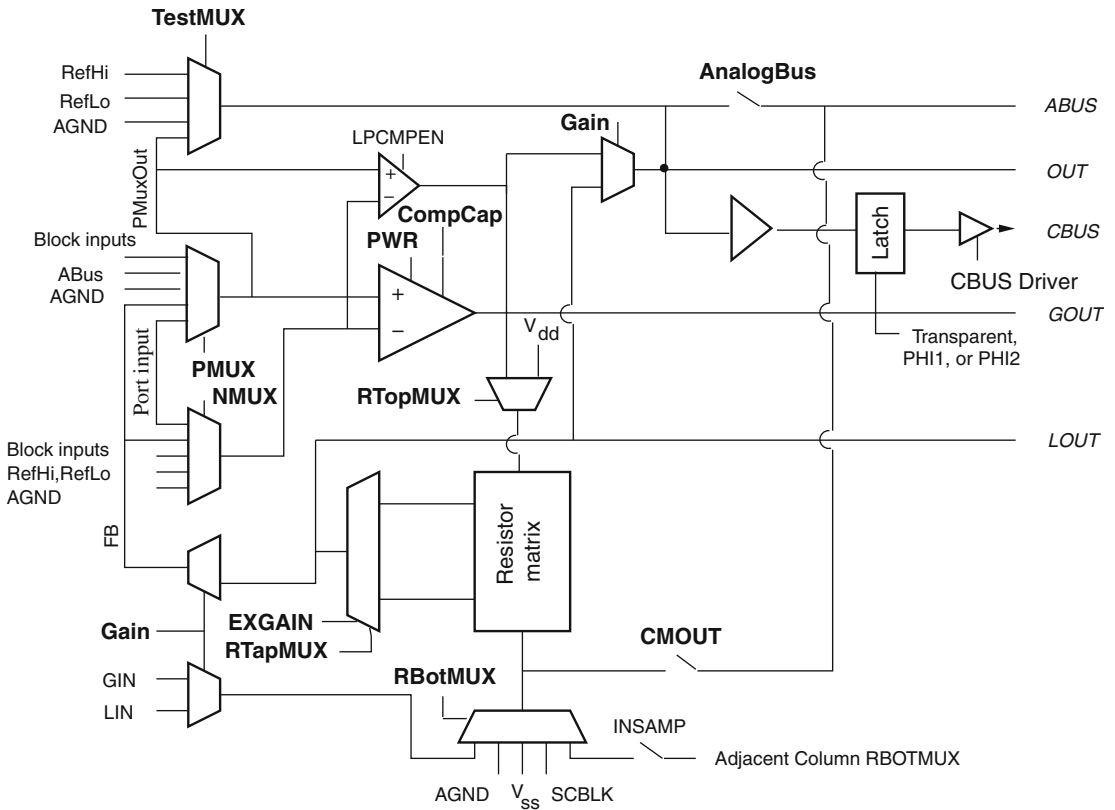 TestMUX
RefHi
RefLo
AGND
PMuxOut
LPCMPEN
+
−
Gain
AnalogBus
ABUS
OUT
CBUS
Latch
CBUS Driver
Block inputs
ABus
AGND
Port input
PMUX
NMUX
CompCap
PWR
+
−
GOUT
Transparent,
PHI1, or PHI2
Vdd
RTopMUX
LOUT
Block inputs
RefHi,RefLo
AGND
FB
Resistor
matrix
EXGAIN
RTapMUX
Gain
GIN
LIN
CMOUT
RBotMUX
INSAMP
Adjacent Column RBOTMUX
AGND
Vss
SCBLK